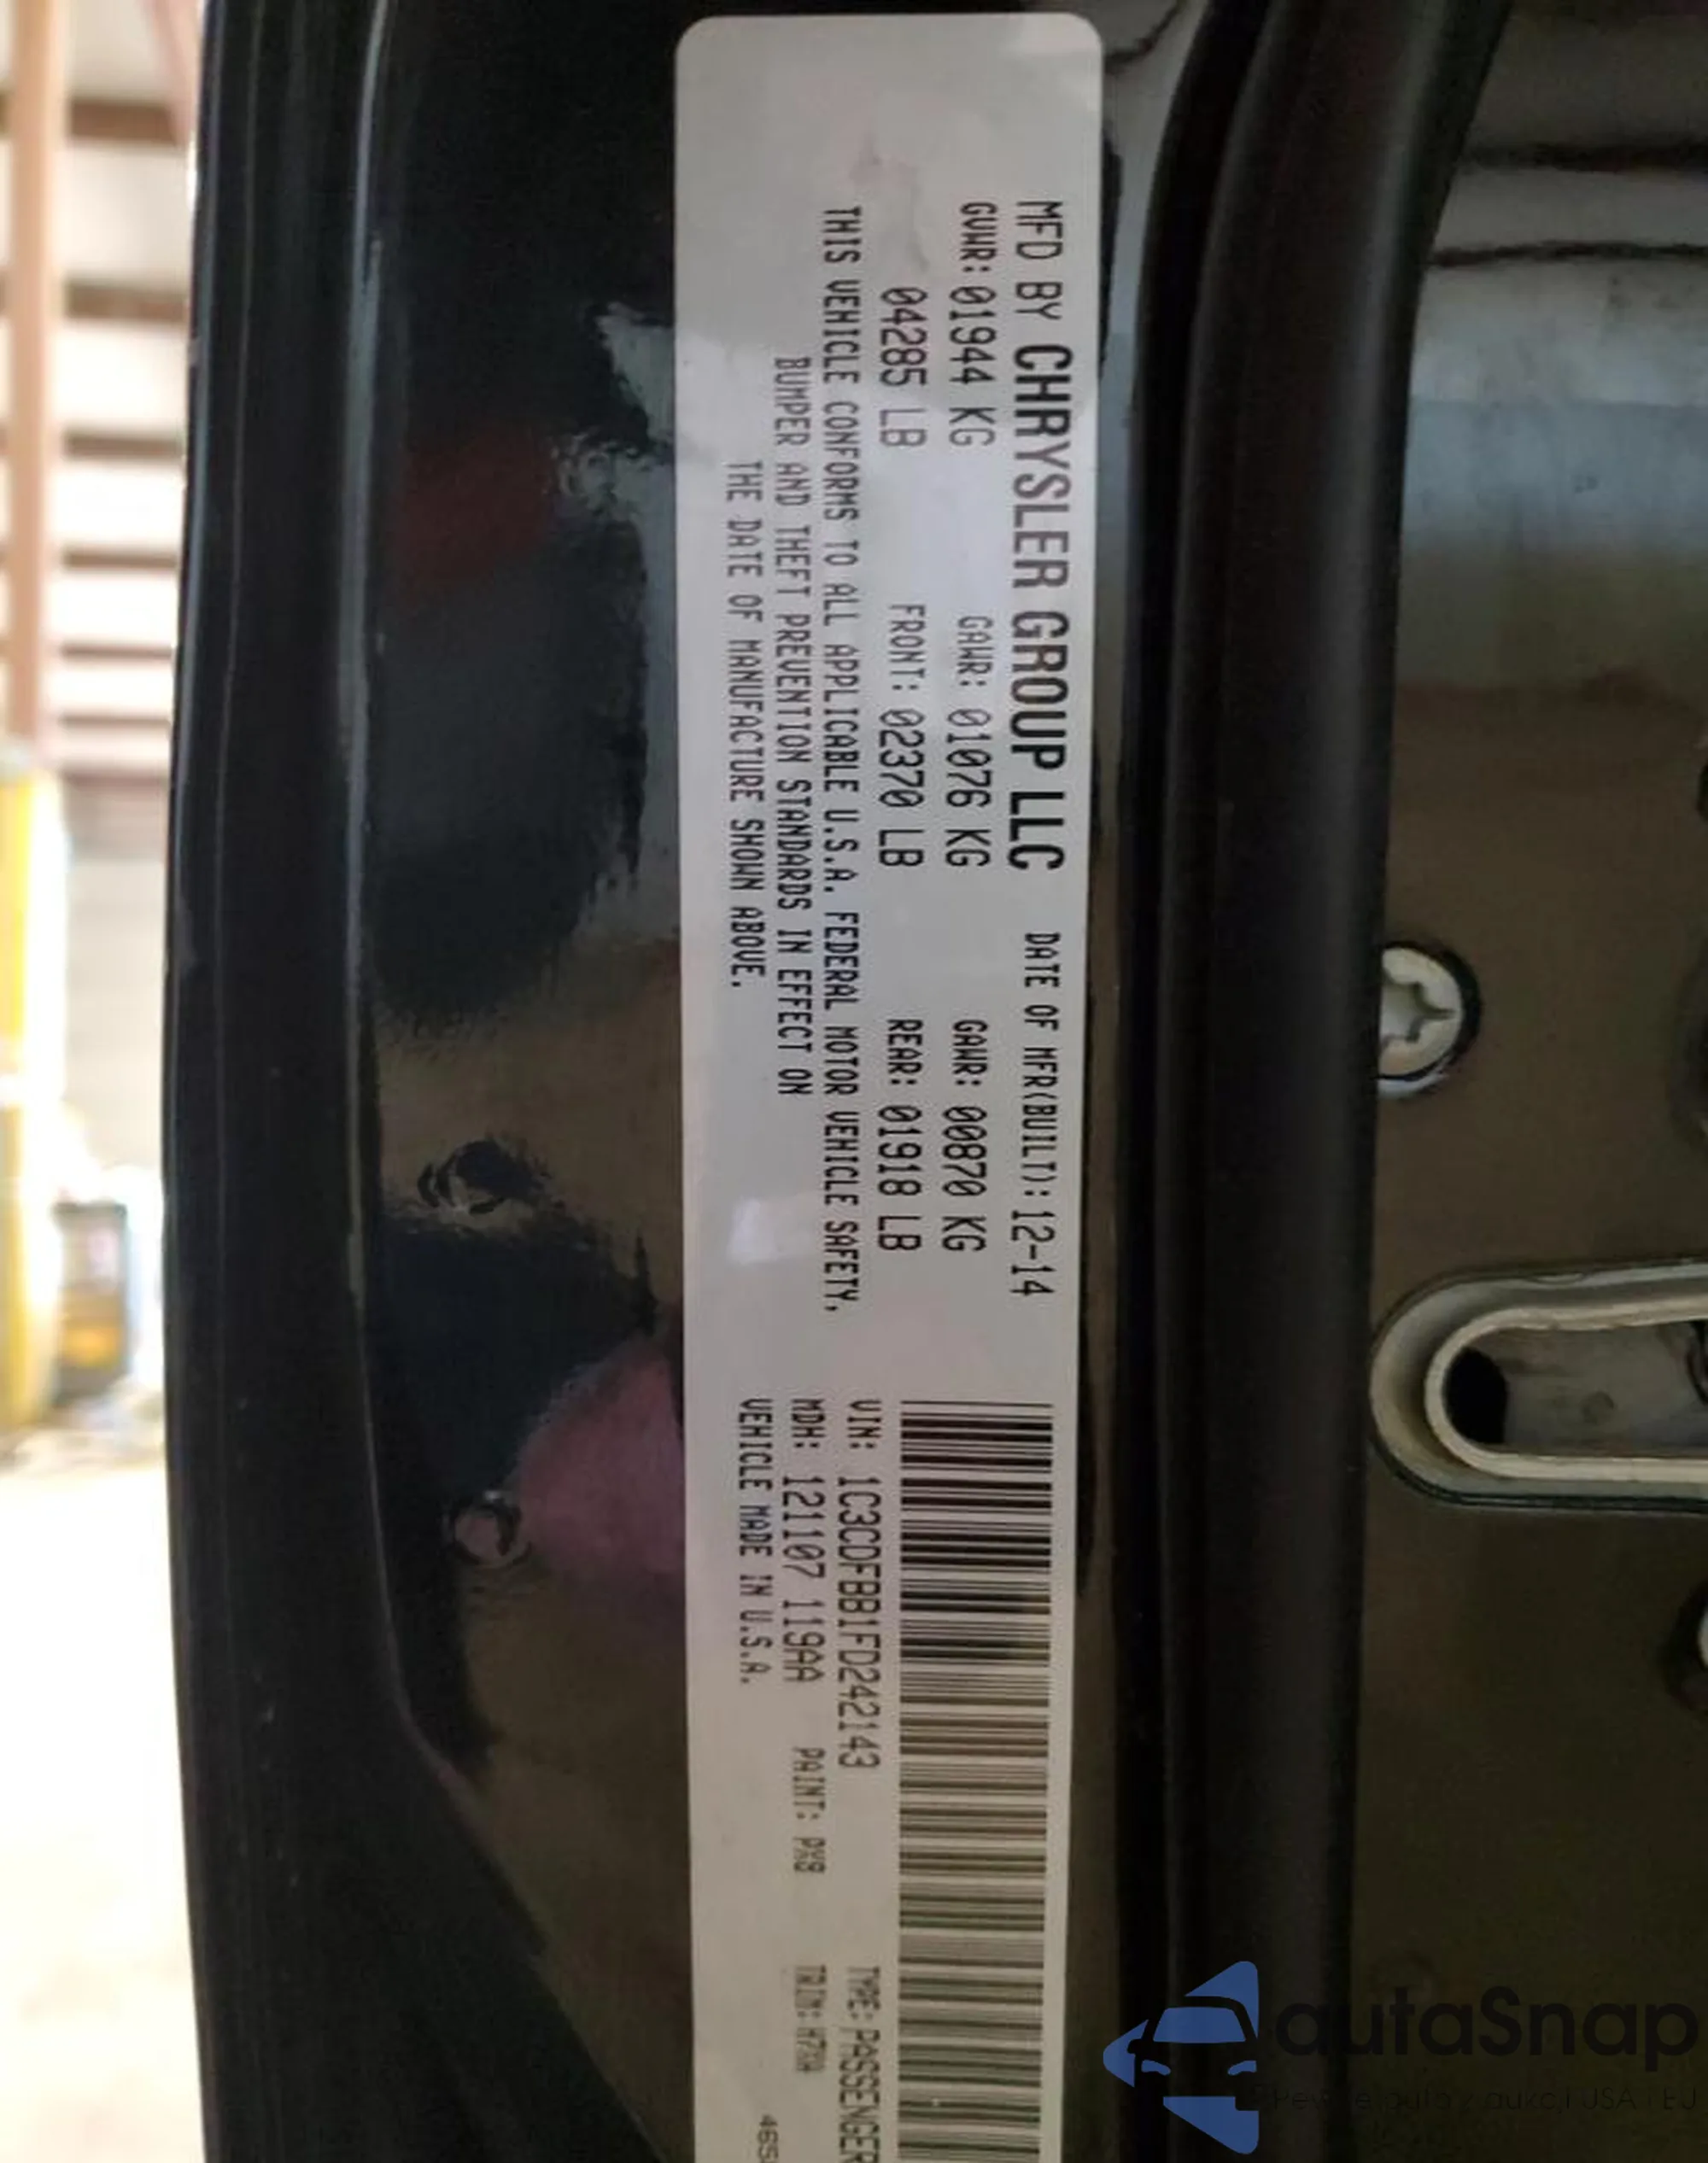 MFD BY CHRYSLER GROUP LLC DATE OF MFR(BUILT): 12-14
GVWR: 01944 KG GAWR: 01076 KG GAWR: 00870 KG
04285 LB FRONT: 02370 LB REAR: 01918 LB
THIS VEHICLE CONFORMS TO ALL APPLICABLE U.S.A. FEDERAL MOTOR VEHICLE SAFETY,
BUMPER AND THEFT PREVENTION STANDARDS IN EFFECT ON
THE DATE OF MANUFACTURE SHOWN ABOVE.
VIN: 1C3CDFBB1FD242143 TYPE: PASSENGER
MDH: 121107 119AA PAINT: PX8 TRIM:
VEHICLE MADE IN U.S.A.
autaSnap